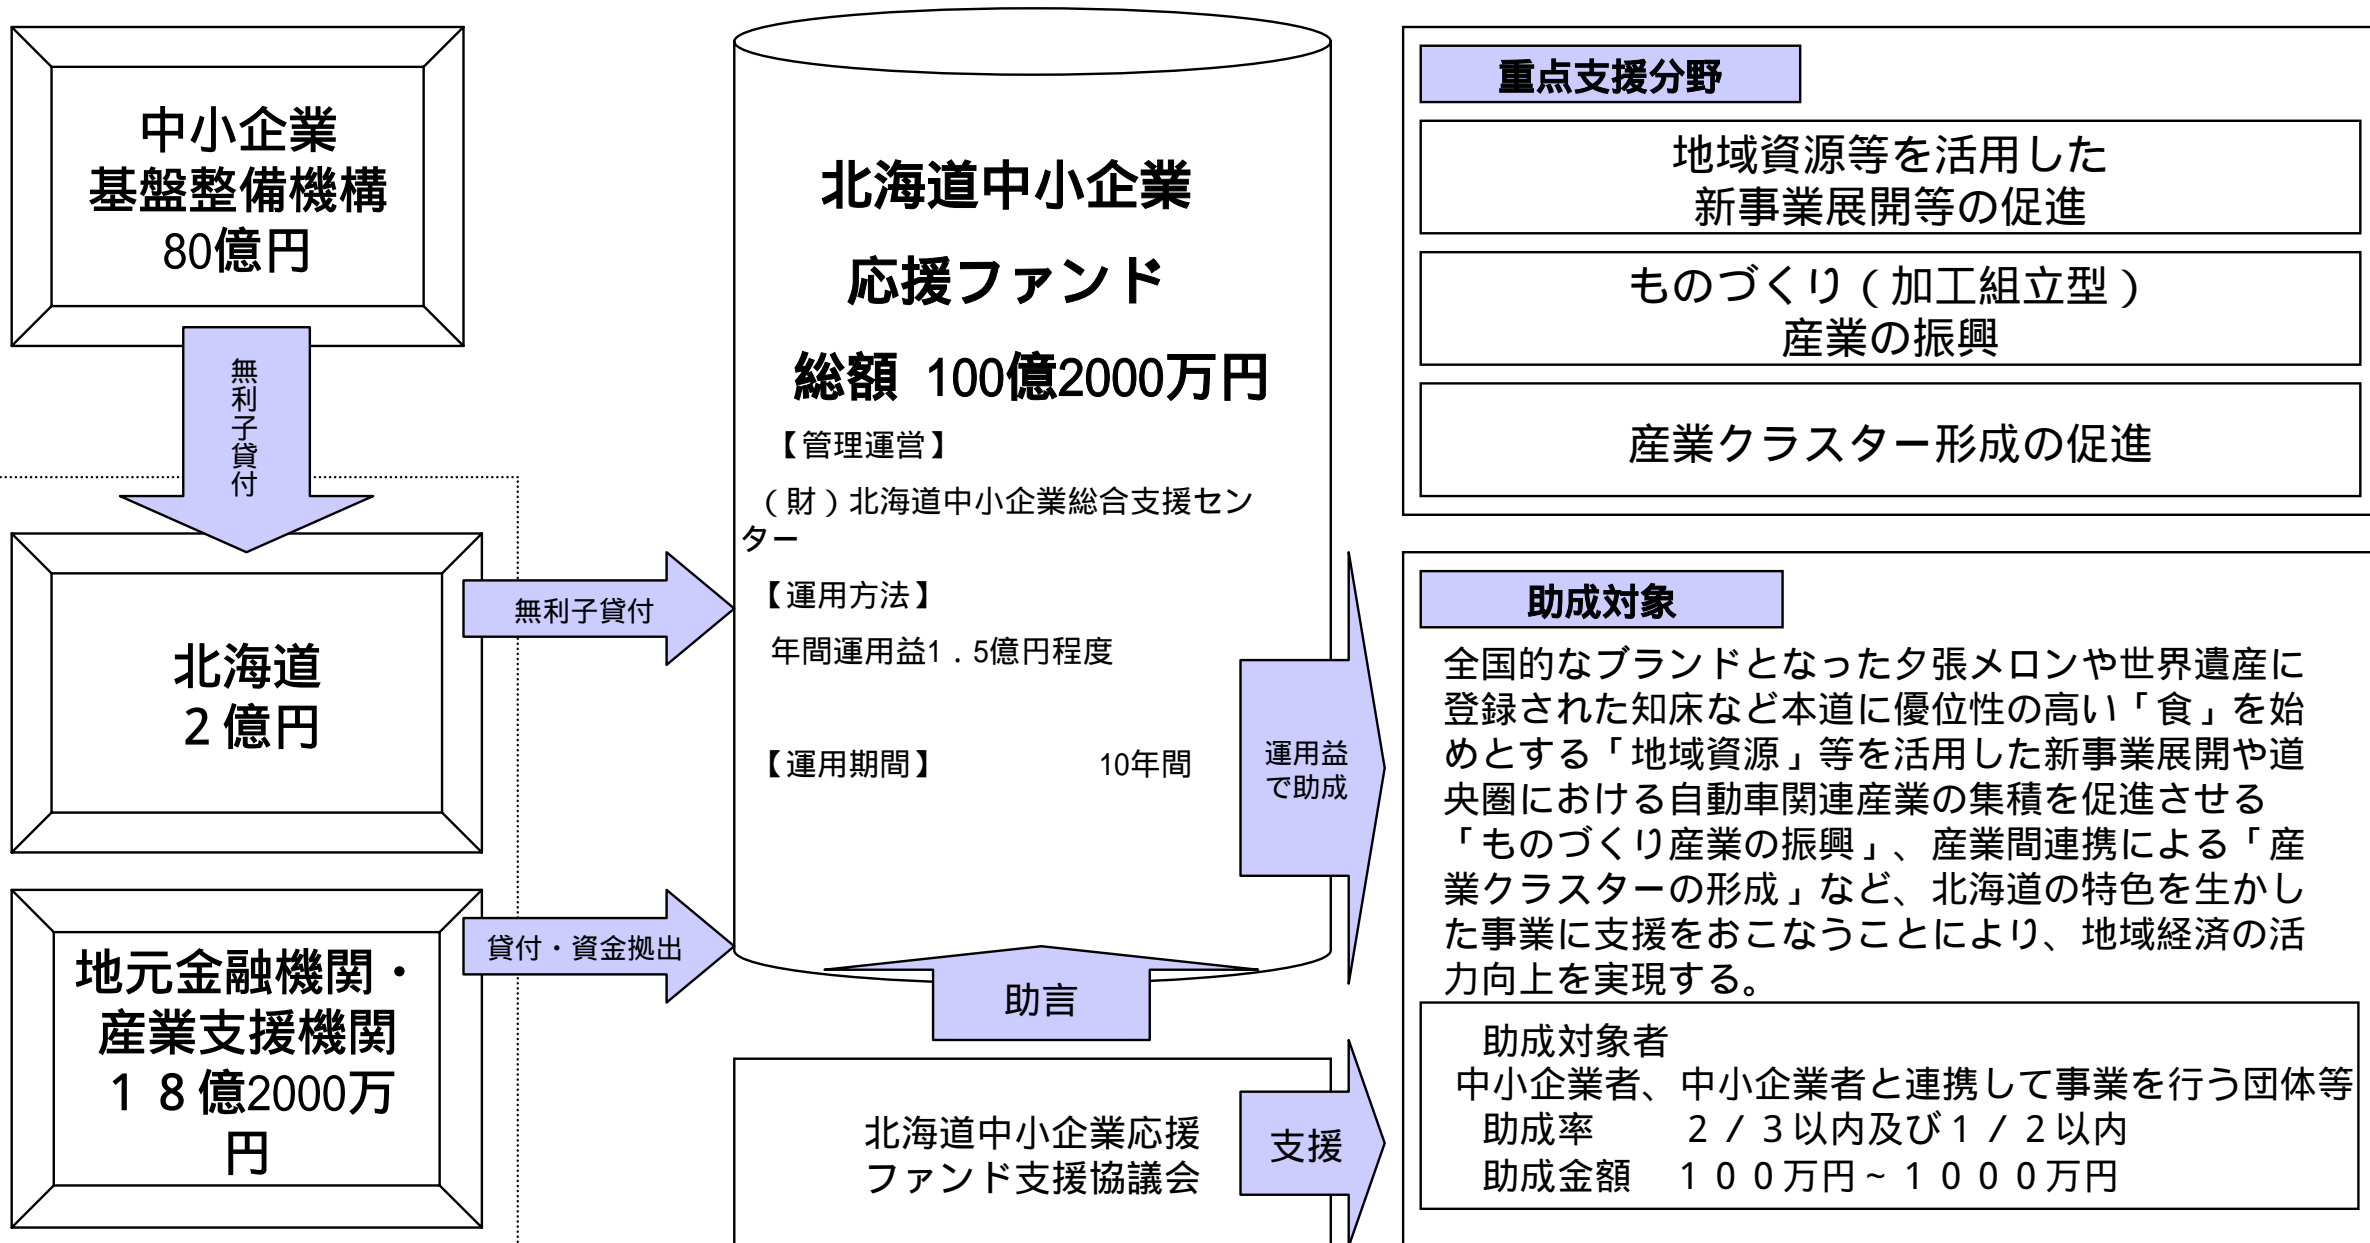 中小企業
基盤整備機構
80億円
無利子貸付
北海道
２億円
無利子貸付
地元金融機関・
産業支援機関
１８億2000万
円
貸付・資金拠出
北海道中小企業
応援ファンド
総額 100億2000万円
【管理運営】
（財）北海道中小企業総合支援セン
ター
【運用方法】
年間運用益1．5億円程度
【運用期間】 10年間
運用益
で助成
助言
北海道中小企業応援
ファンド支援協議会
支援
重点支援分野
地域資源等を活用した
新事業展開等の促進
ものづくり（加工組立型）
産業の振興
産業クラスター形成の促進
助成対象
全国的なブランドとなった夕張メロンや世界遺産に
登録された知床など本道に優位性の高い「食」を始
めとする「地域資源」等を活用した新事業展開や道
央圏における自動車関連産業の集積を促進させる
「ものづくり産業の振興」、産業間連携による「産
業クラスターの形成」など、北海道の特色を生かし
た事業に支援をおこなうことにより、地域経済の活
力向上を実現する。
助成対象者
中小企業者、中小企業者と連携して事業を行う団体等
助成率 ２／３以内及び１／２以内
助成金額 １００万円～１０００万円